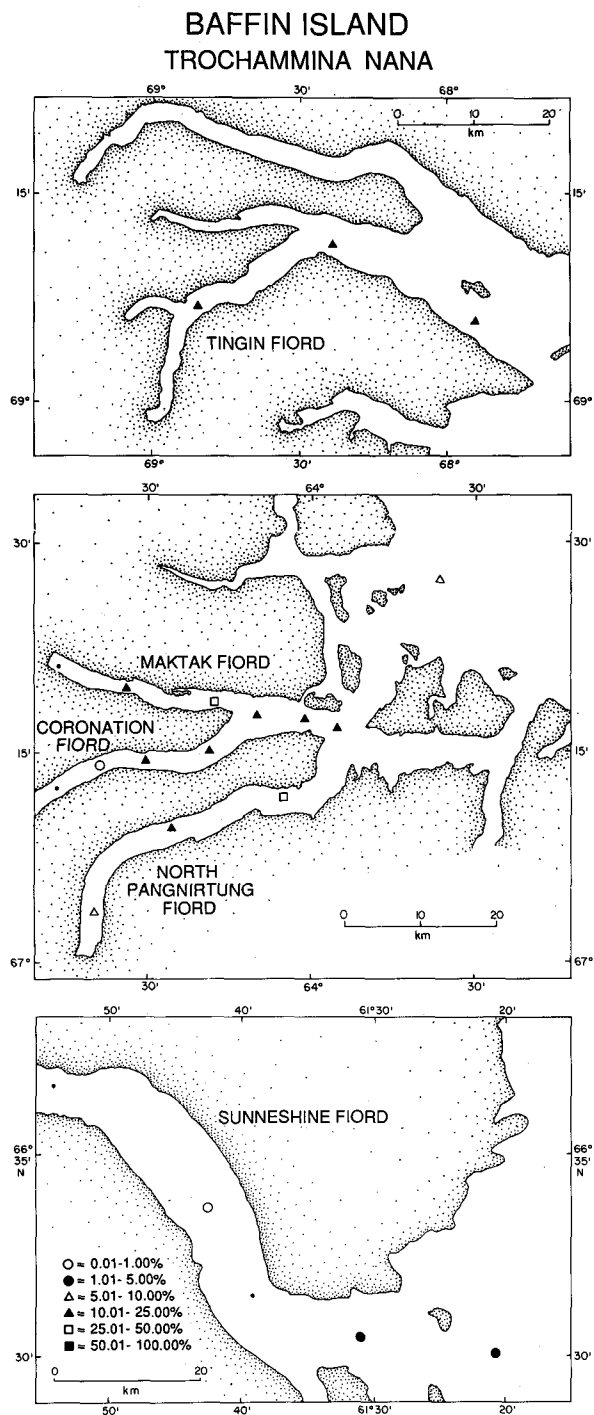 BAFFIN ISLAND
TROCHAMMINA NANA
69° 30' 68°
0 10 20
km
15'
15'
TINGIN FIORD
69°
69°
69° 30' 68°
30' 64° 30'
30'
30'
MAKTAK FIORD
CORONATION
FIORD
15'
15'
NORTH
PANGNIRTUNG
FIORD
0 10 20
km
67°
67°
30' 64° 30'
50' 40' 61°30' 20'
SUNNESHINE FIORD
66°
35'
N
66°
35'
N
○ = 0.01-1.00%
● = 1.01- 5.00%
△ = 5.01- 10.00%
▲ = 10.01- 25.00%
□ = 25.01- 50.00%
■ = 50.01- 100.00%
30'
30'
0 20
km
50' 40' 61°30' 20'